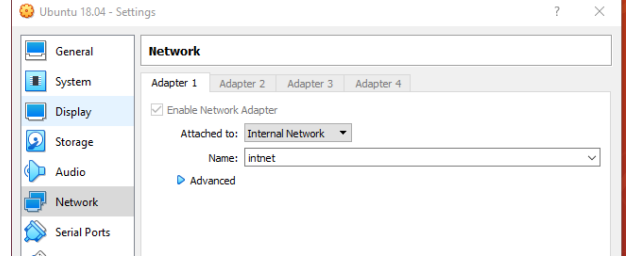 Ubuntu 18.04 - Settings
?
General
System
Display
Storage
Audio
Network
Serial Ports
Network
Adapter 1 Adapter 2 Adapter 3 Adapter 4
Enable Network Adapter
Attached to: Internal Network
Name: intnet
Advanced